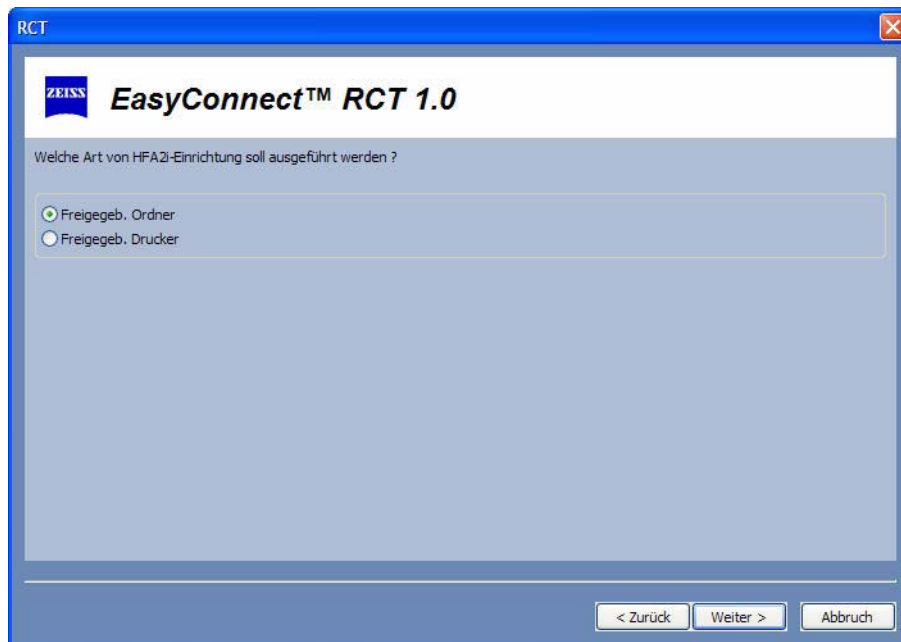 RCT
ZEISS
EasyConnect™ RCT 1.0
Welche Art von HFA2i-Einrichtung soll ausgeführt werden ?
Freigegeb. Ordner
Freigegeb. Drucker
< Zurück Weiter > Abbruch